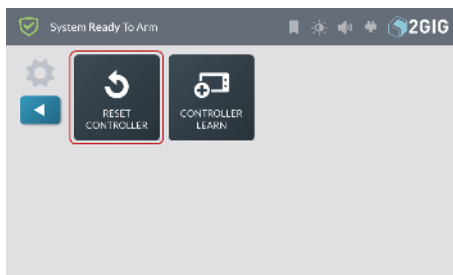 System Ready To Arm
2GIG
RESET
CONTROLLER
CONTROLLER
LEARN